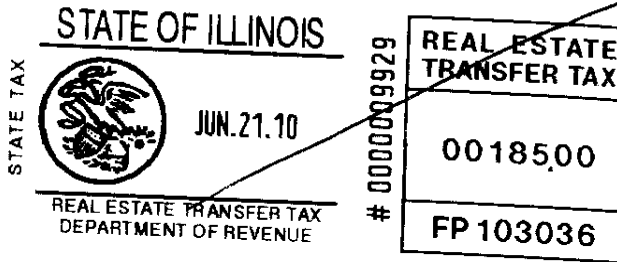 STATE OF ILLINOIS
STATE TAX
JUN.21.10
REAL ESTATE TRANSFER TAX
DEPARTMENT OF REVENUE
# 0000009929
REAL ESTATE
TRANSFER TAX
00185.00
FP 103036